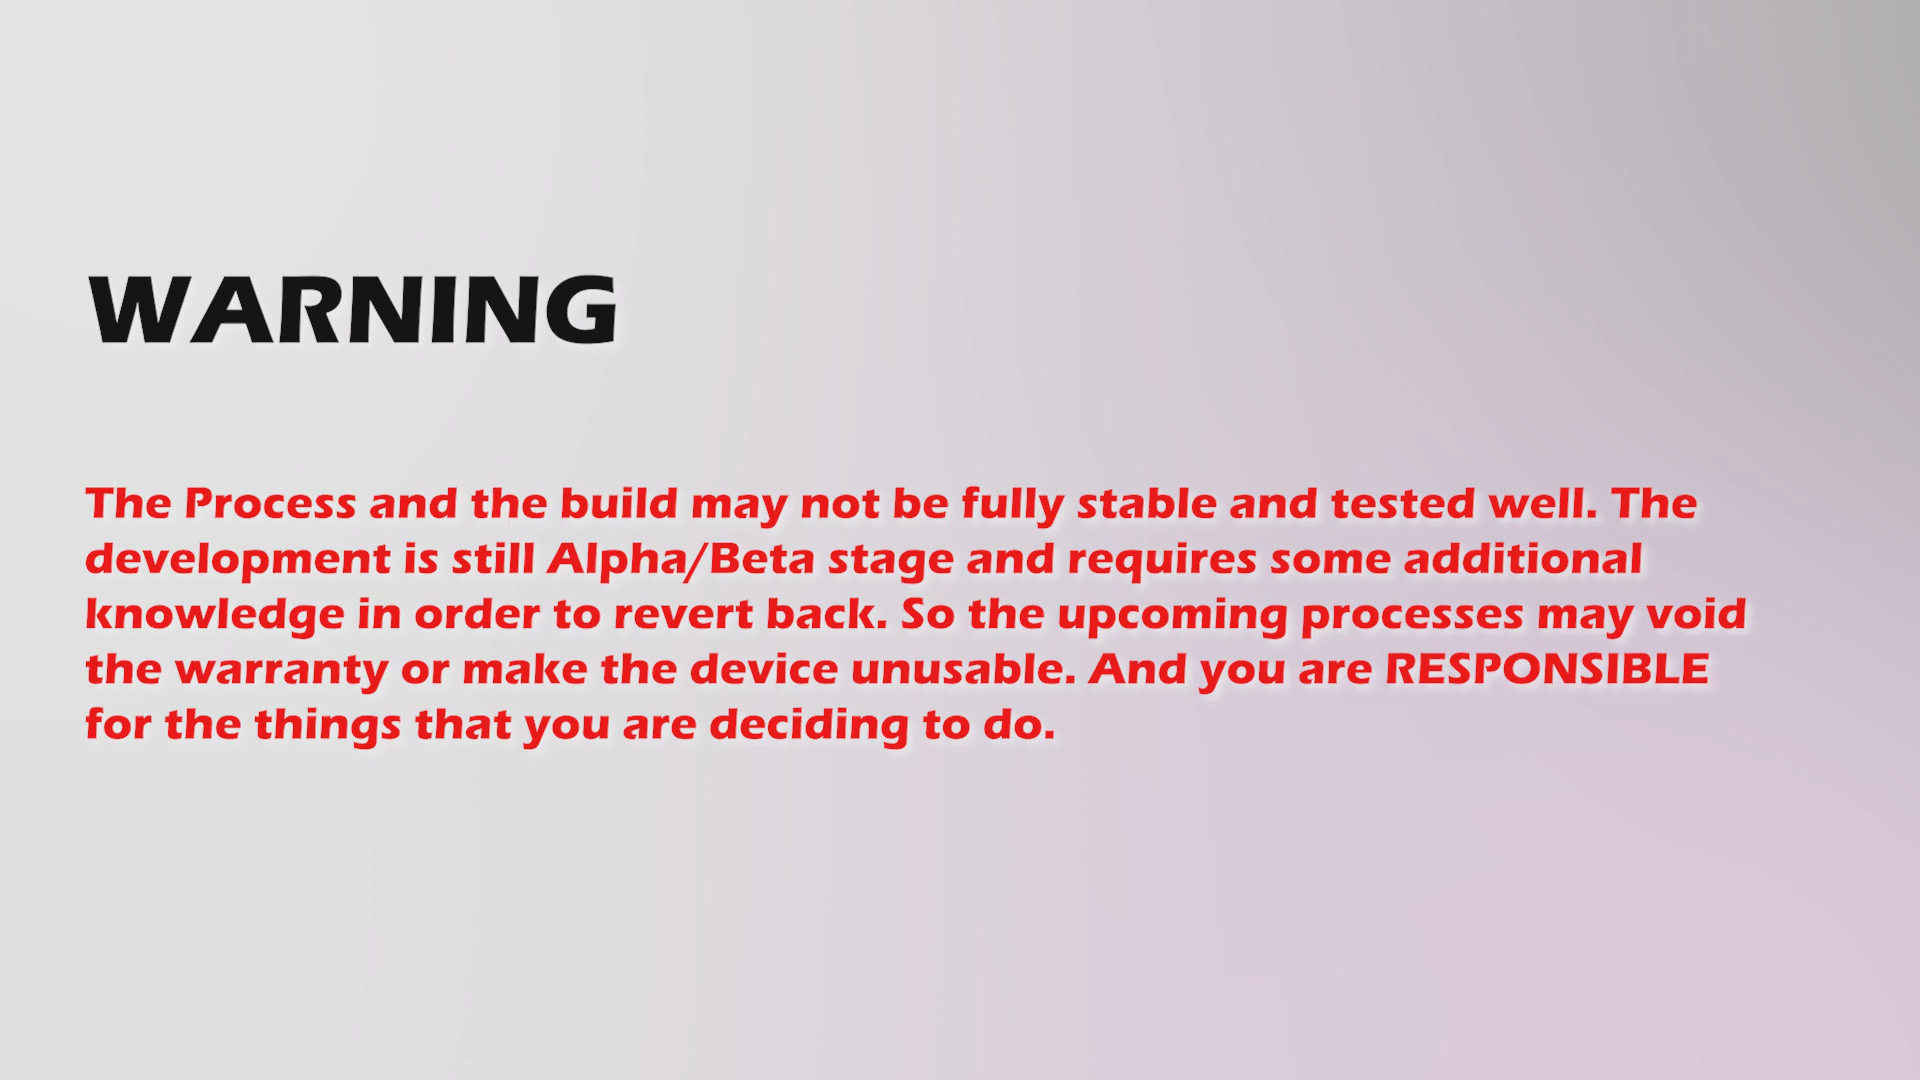 WARNING
The Process and the build may not be fully stable and tested well. The
development is still Alpha/Beta stage and requires some additional
knowledge in order to revert back. So the upcoming processes may void
the warranty or make the device unusable. And you are RESPONSIBLE
for the things that you are deciding to do.